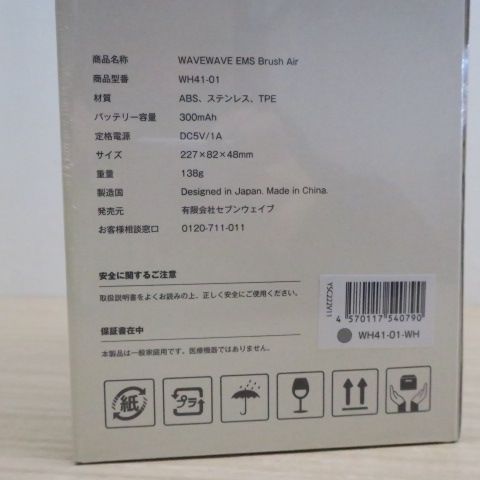 商品名称 WAVEWAVE EMS Brush Air
商品型番 WH41-01
材質 ABS、ステンレス、TPE
バッテリー容量 300mAh
定格電源 DC5V/1A
サイズ 227×82×48mm
重量 138g
製造国 Designed in Japan. Made in China.
発売元 有限会社セブンウェイブ
お客様相談窓口 0120-711-011
安全に関するご注意
取扱説明書をよくお読みの上、正しく安全にご使用ください。
保証書在中
本製品は一般家庭用です。医療機器ではありません。
YSC222V11
4 570117 540790
WH41-01-WH
紙
プラ